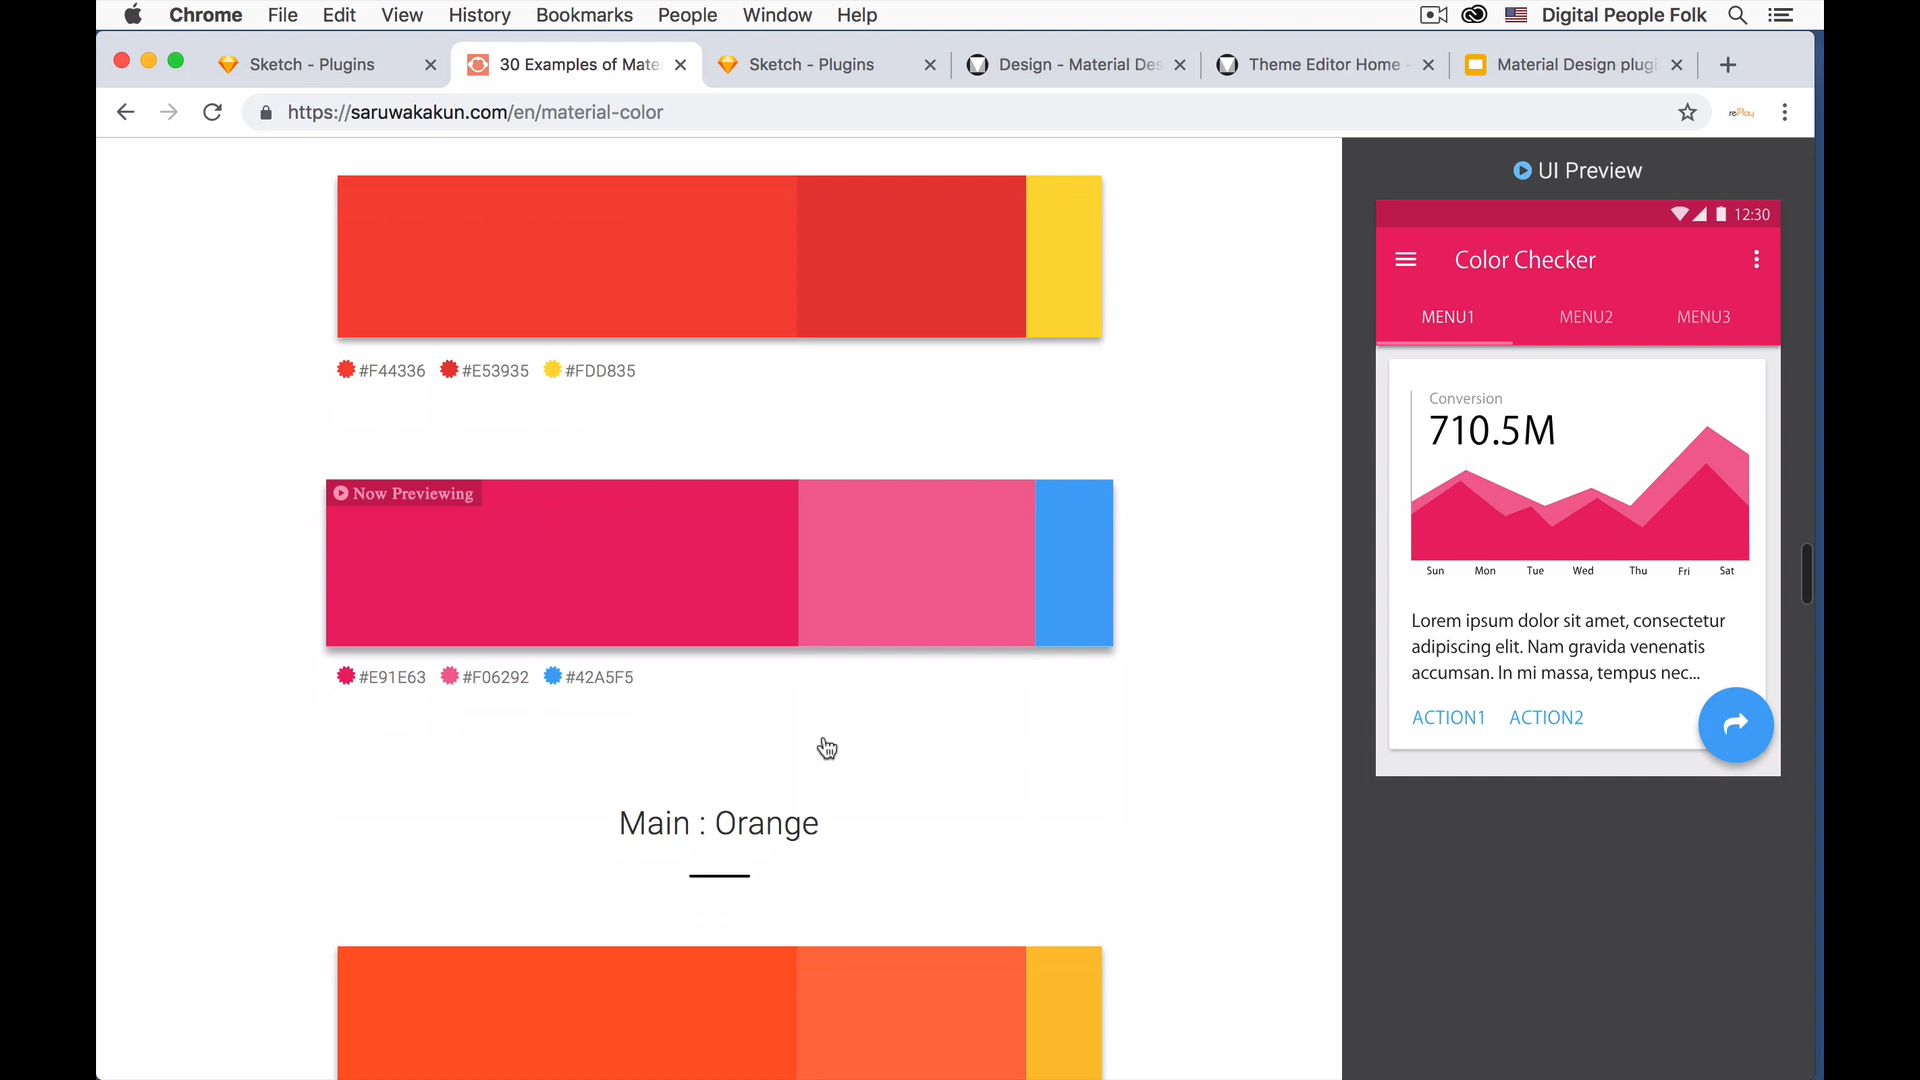 Chrome File Edit View History Bookmarks People Window Help Digital People Folk
Sketch - Plugins 30 Examples of Mate Sketch - Plugins Design - Material Des Theme Editor Home - Material Design plugi
https://saruwakakun.com/en/material-color rePlay
#F44336 #E53935 #FDD835
Now Previewing
#E91E63 #F06292 #42A5F5
Main : Orange
UI Preview
12:30
Color Checker
MENU1 MENU2 MENU3
Conversion
710.5M
Sun Mon Tue Wed Thu Fri Sat
Lorem ipsum dolor sit amet, consectetur
adipiscing elit. Nam gravida venenatis
accumsan. In mi massa, tempus nec...
ACTION1 ACTION2